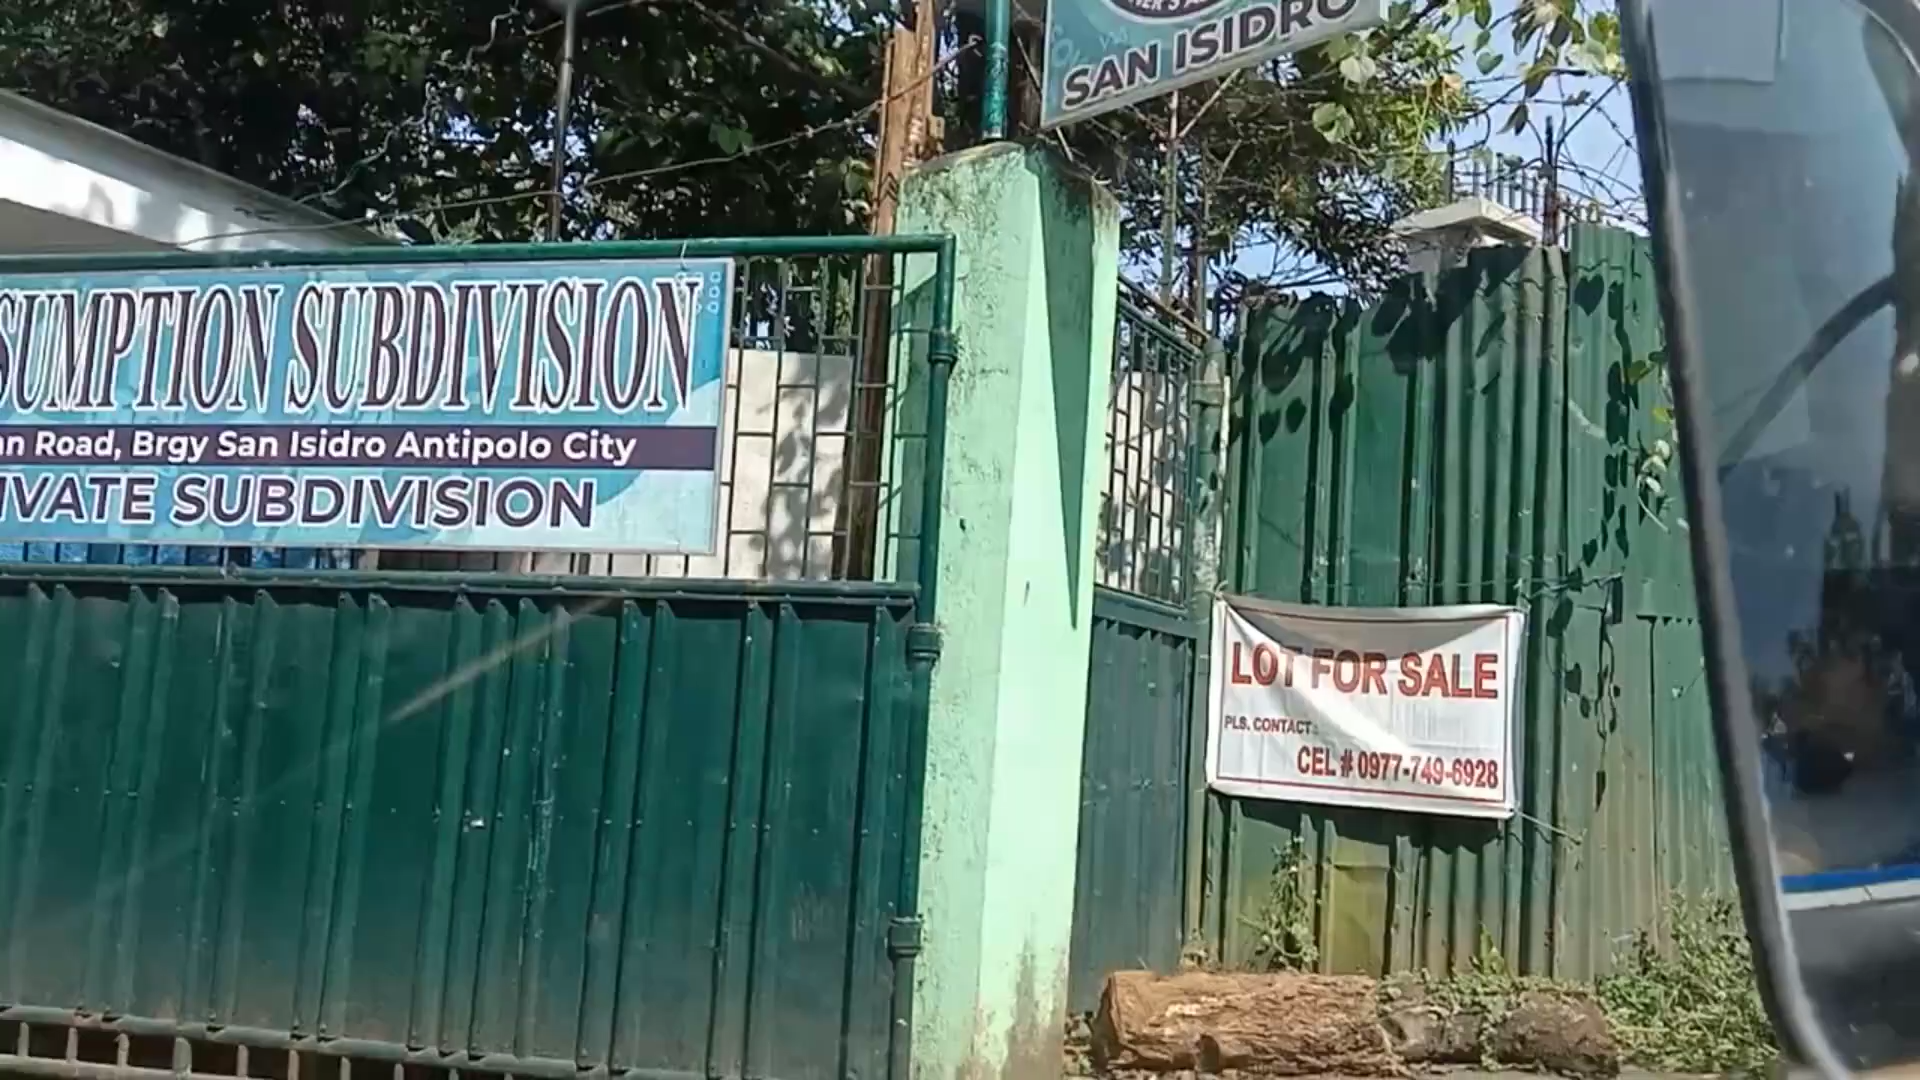 SAN ISIDRO
SUMPTION SUBDIVISION
an Road, Brgy San Isidro Antipolo City
IVATE SUBDIVISION
LOT FOR SALE
PLS. CONTACT:
CEL # 0977-749-6928